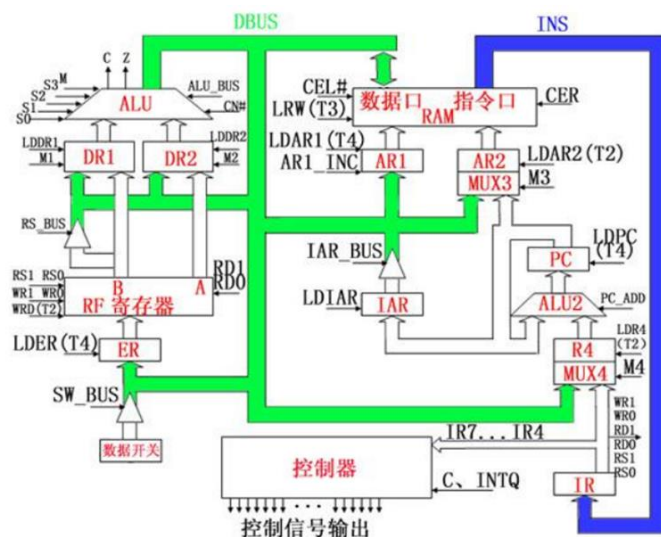 DBUS
INS
C
Z
S3
M
S2
S1
S0
ALU_BUS
CN#
ALU
CEL#
LRW(T3)
数据口 指令口
RAM
CER
LDDR1
M1
DR1
DR2
LDDR2
M2
LDAR1(T4)
AR1_INC
AR1
AR2
MUX3
LDAR2(T2)
M3
RS_BUS
IAR_BUS
PC
LDPC
(T4)
RS1 RS0
WR1 WR0
WRD(T2)
B
A
RF 寄存器
RD1
RD0
LDIAR
IAR
ALU2
PC_ADD
LDER(T4)
ER
R4
MUX4
LDR4
(T2)
M4
SW_BUS
数据开关
IR7...IR4
WR1
WR0
RD1
RD0
RS1
RS0
控制器
C、INTQ
IR
...
控制信号输出